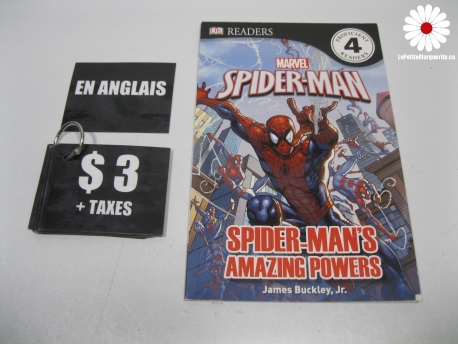 EN ANGLAIS
$ 3
+ TAXES
DK READERS
PROFICIENT
4
READERS
MARVEL
SPIDER-MAN
SPIDER-MAN'S
AMAZING POWERS
James Buckley, Jr.
LaPetiteMarguerite.ca